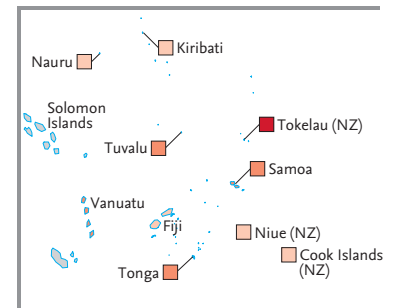 Kiribati
Nauru
Solomon
Islands
Tokelau (NZ)
Tuvalu
Samoa
Vanuatu
Fiji
Niue (NZ)
Cook Islands
(NZ)
Tonga